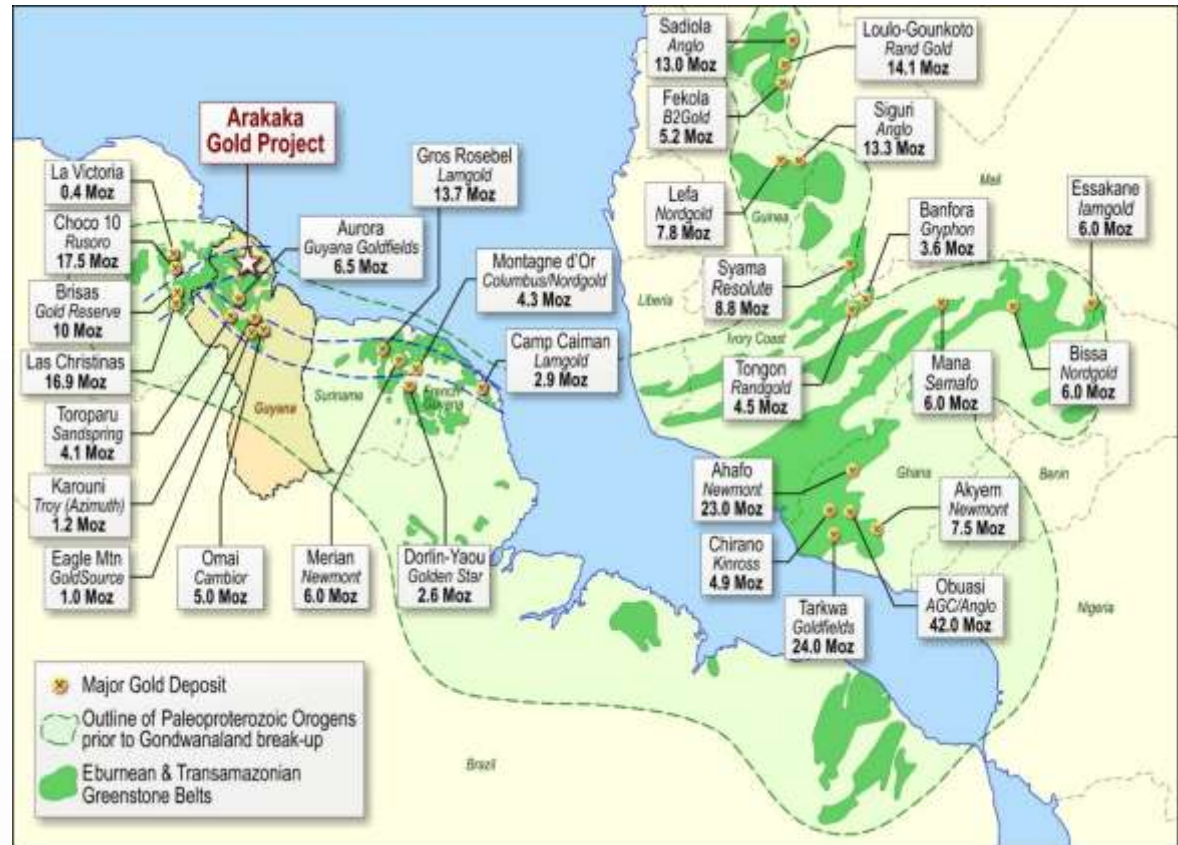 Sadiola
Anglo
13.0 Moz
Loulo-Gounkoto
Rand Gold
14.1 Moz
Fekola
B2Gold
5.2 Moz
Siguri
Anglo
13.3 Moz
Arakaka
Gold Project
Gros Rosebel
Lamgold
13.7 Moz
La Victoria
0.4 Moz
Mali
Essakane
Iamgold
6.0 Moz
Lefa
Nordgold
7.8 Moz
Guinea
Banfora
Gryphon
3.6 Moz
Choco 10
Rusoro
17.5 Moz
Aurora
Guyana Goldfields
6.5 Moz
Montagne d'Or
Columbus/Nordgold
4.3 Moz
Syama
Resolute
8.8 Moz
Liberia
Brisas
Gold Reserve
10 Moz
Ivory Coast
Camp Caiman
Lamgold
2.9 Moz
Las Christinas
16.9 Moz
Tongon
Randgold
4.5 Moz
Mana
Semafo
6.0 Moz
Bissa
Nordgold
6.0 Moz
Suriname
French
Guyana
Guyana
Toroparu
Sandspring
4.1 Moz
Karouni
Troy (Azimuth)
1.2 Moz
Ahafo
Newmont
23.0 Moz
Ghana
Benin
Akyem
Newmont
7.5 Moz
Eagle Mtn
GoldSource
1.0 Moz
Omai
Cambior
5.0 Moz
Merian
Newmont
6.0 Moz
Dorlin-Yaou
Golden Star
2.6 Moz
Chirano
Kinross
4.9 Moz
Obuasi
AGC/Anglo
42.0 Moz
Tarkwa
Goldfields
24.0 Moz
Nigeria
Major Gold Deposit
Outline of Paleoproterozoic Orogens
prior to Gondwanaland break-up
Eburnean & Transamazonian
Greenstone Belts
Brazil